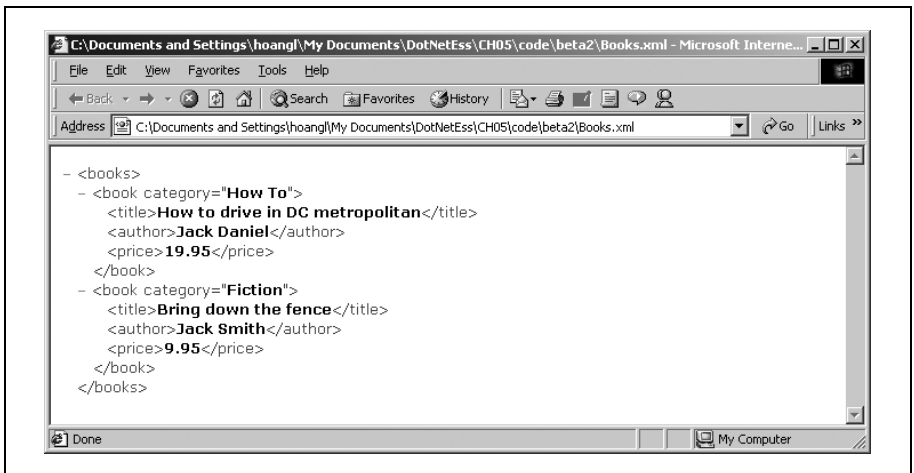 C:\Documents and Settings\hoangl\My Documents\DotNetEss\CH05\code\beta2\Books.xml - Microsoft Interne...
File Edit View Favorites Tools Help
Back Search Favorites History
Address C:\Documents and Settings\hoangl\My Documents\DotNetEss\CH05\code\beta2\Books.xml Go Links »
- <books>
- <book category="How To">
<title>How to drive in DC metropolitan</title>
<author>Jack Daniel</author>
<price>19.95</price>
</book>
- <book category="Fiction">
<title>Bring down the fence</title>
<author>Jack Smith</author>
<price>9.95</price>
</book>
</books>
Done My Computer